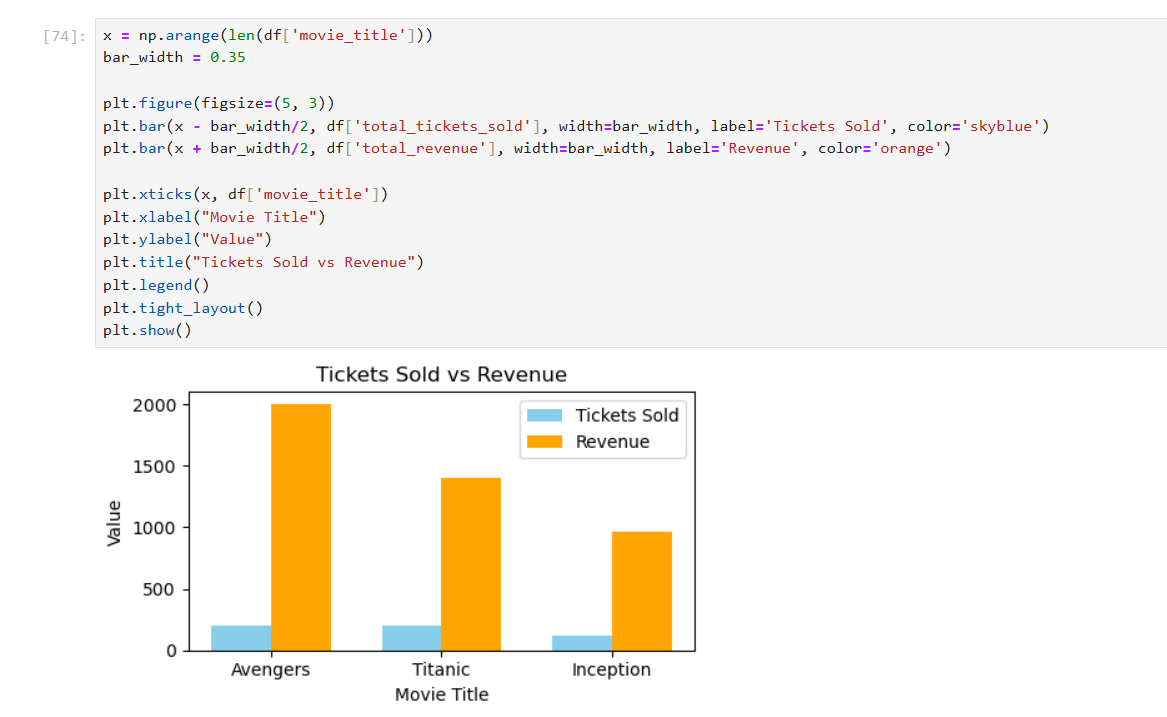 [74]:
x = np.arange(len(df['movie_title']))
bar_width = 0.35
plt.figure(figsize=(5, 3))
plt.bar(x - bar_width/2, df['total_tickets_sold'], width=bar_width, label='Tickets Sold', color='skyblue')
plt.bar(x + bar_width/2, df['total_revenue'], width=bar_width, label='Revenue', color='orange')
plt.xticks(x, df['movie_title'])
plt.xlabel("Movie Title")
plt.ylabel("Value")
plt.title("Tickets Sold vs Revenue")
plt.legend()
plt.tight_layout()
plt.show()
Tickets Sold vs Revenue
2000
1500
1000
500
0
Value
Tickets Sold
Revenue
Avengers
Titanic
Inception
Movie Title